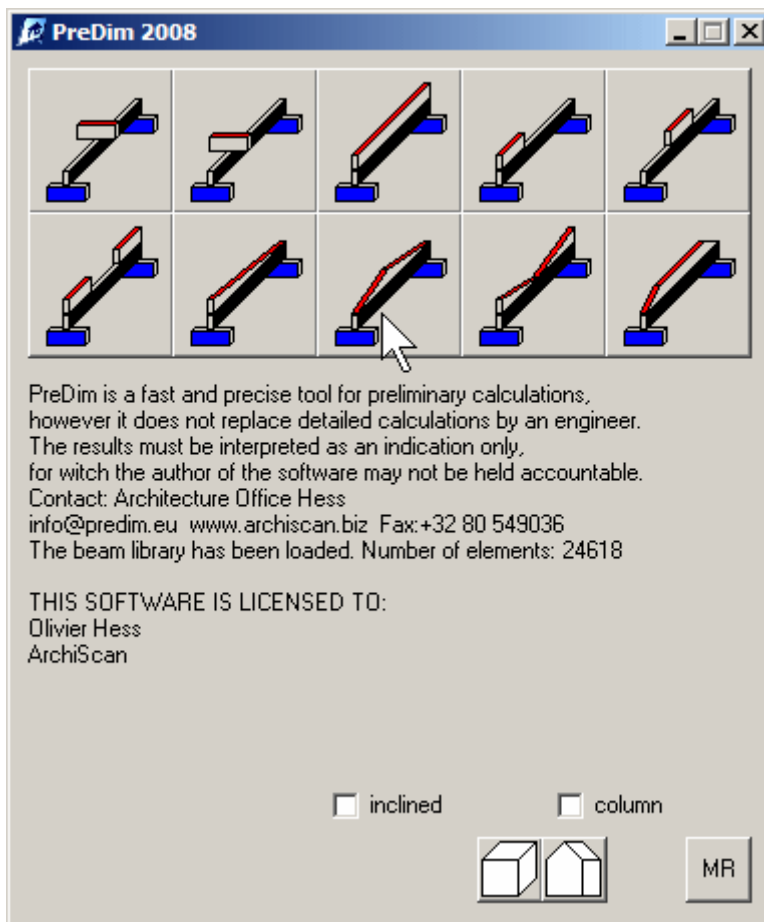 PreDim 2008
PreDim is a fast and precise tool for preliminary calculations,
however it does not replace detailed calculations by an engineer.
The results must be interpreted as an indication only,
for witch the author of the software may not be held accountable.
Contact: Architecture Office Hess
info@predim.eu  www.archiscan.biz  Fax:+32 80 549036
The beam library has been loaded. Number of elements: 24618
THIS SOFTWARE IS LICENSED TO:
Olivier Hess
ArchiScan
inclined column
MR